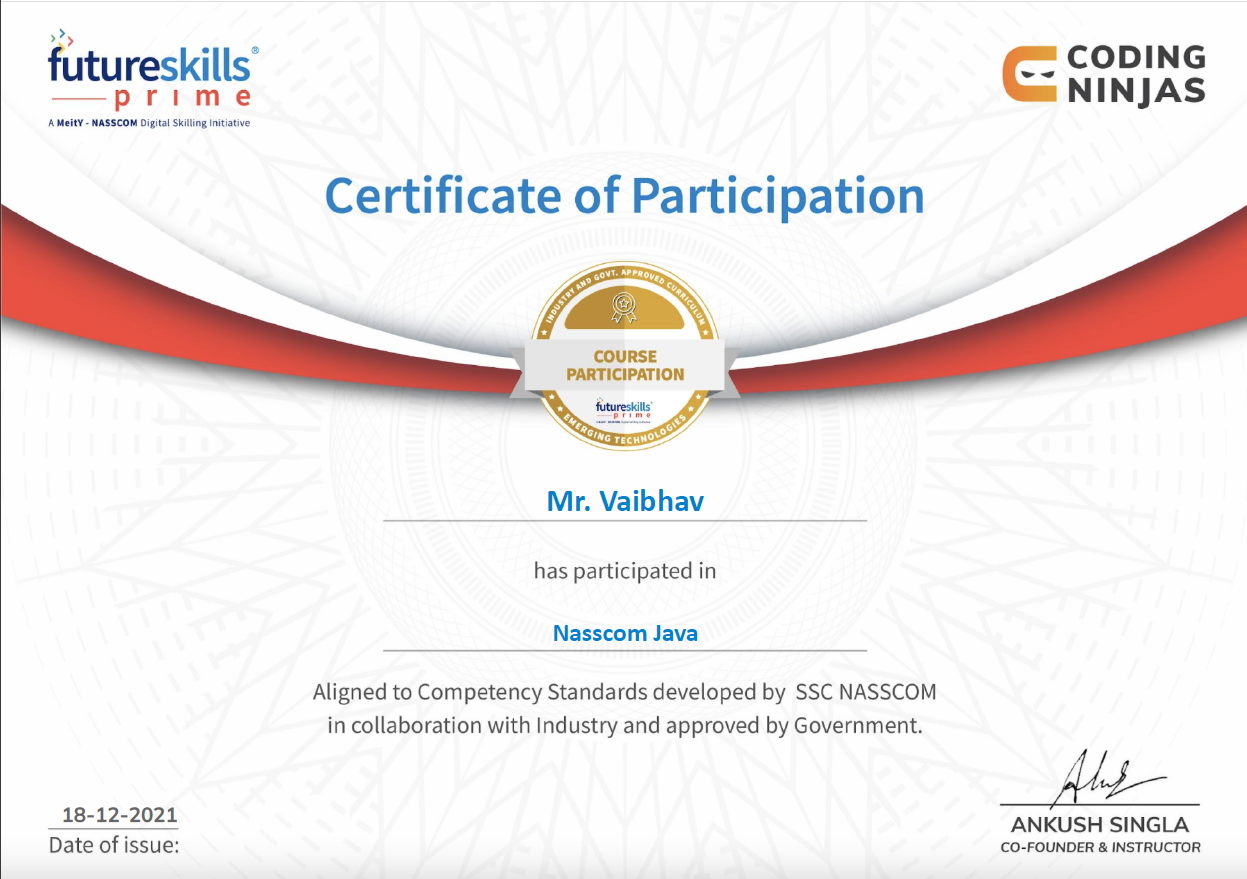 futureskills®
prime
A MeitY - NASSCOM Digital Skilling Initiative
CODING
NINJAS
Certificate of Participation
INDUSTRY AND GOVT. APPROVED CURRICULUM
COURSE
PARTICIPATION
futureskills
prime
EMERGING TECHNOLOGIES
Mr. Vaibhav
has participated in
Nasscom Java
Aligned to Competency Standards developed by SSC NASSCOM
in collaboration with Industry and approved by Government.
18-12-2021
Date of issue:
ANKUSH SINGLA
CO-FOUNDER & INSTRUCTOR